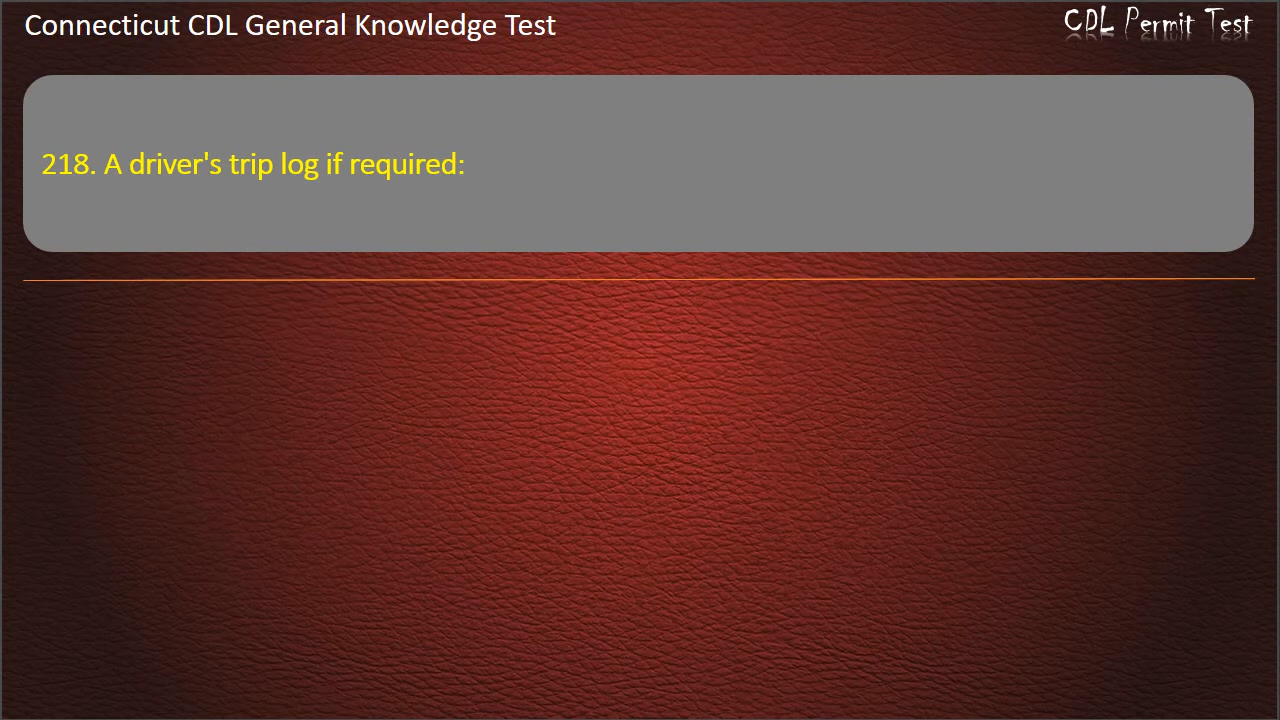 Connecticut CDL General Knowledge Test
CDL Permit Test
218. A driver's trip log if required: